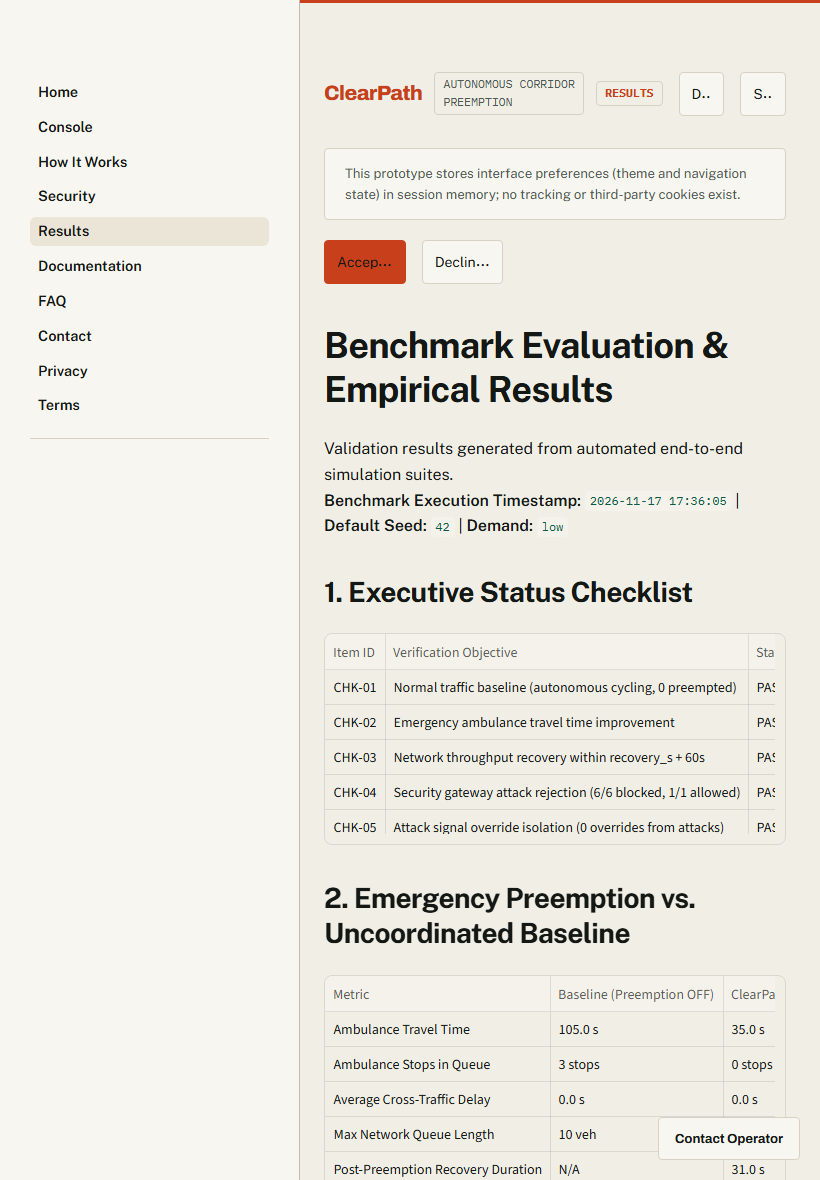 Home
Console
How It Works
Security
Results
Documentation
FAQ
Contact
Privacy
Terms
ClearPath
AUTONOMOUS CORRIDOR
PREEMPTION
RESULTS
D..
S..
This prototype stores interface preferences (theme and navigation
state) in session memory; no tracking or third-party cookies exist.
Accep...
Declin...
Benchmark Evaluation &
Empirical Results
Validation results generated from automated end-to-end
simulation suites.
Benchmark Execution Timestamp: 2026-11-17 17:36:05 |
Default Seed: 42 | Demand: low
1. Executive Status Checklist
Item ID Verification Objective Sta
CHK-01 Normal traffic baseline (autonomous cycling, 0 preempted) PAS
CHK-02 Emergency ambulance travel time improvement PAS
CHK-03 Network throughput recovery within recovery_s + 60s PAS
CHK-04 Security gateway attack rejection (6/6 blocked, 1/1 allowed) PAS
CHK-05 Attack signal override isolation (0 overrides from attacks) PAS
2. Emergency Preemption vs.
Uncoordinated Baseline
Metric Baseline (Preemption OFF) ClearPa
Ambulance Travel Time 105.0 s 35.0 s
Ambulance Stops in Queue 3 stops 0 stops
Average Cross-Traffic Delay 0.0 s 0.0 s
Max Network Queue Length 10 veh
Contact Operator
Post-Preemption Recovery Duration N/A 31.0 s